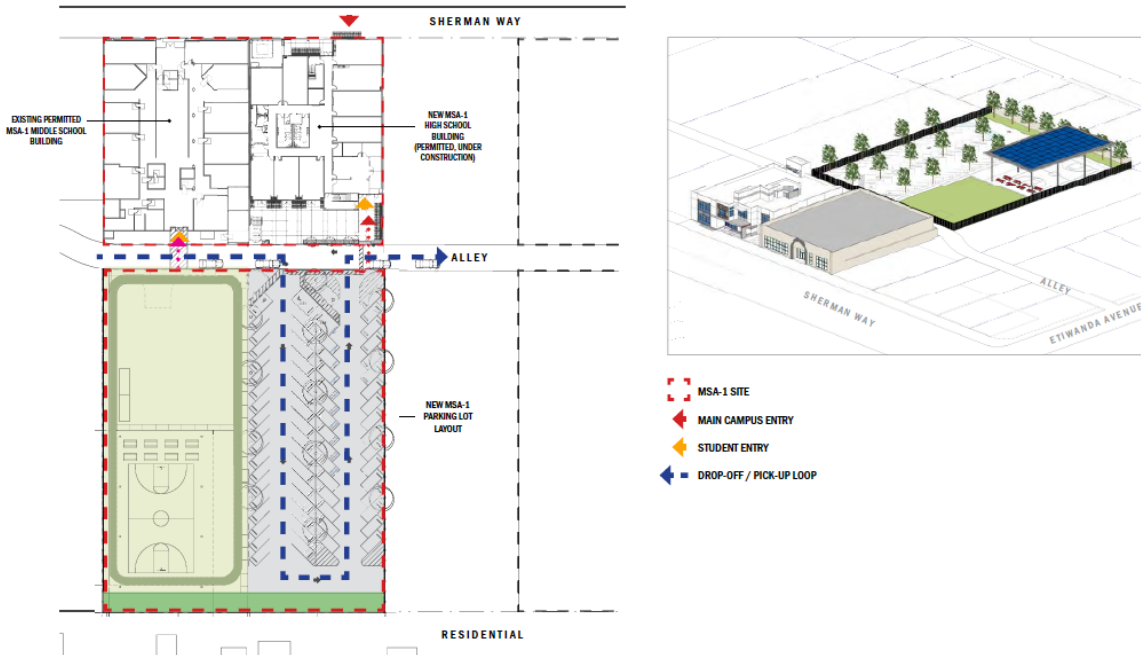 SHERMAN WAY
EXISTING PERMITTED
MSA-1 MIDDLE SCHOOL
BUILDING
NEW MSA-1
HIGH SCHOOL
BUILDING
(PERMITTED, UNDER
CONSTRUCTION)
ALLEY
NEW MSA-1
PARKING LOT
LAYOUT
RESIDENTIAL
SHERMAN WAY
ALLEY
ETIWANDA AVENUE
MSA-1 SITE
MAIN CAMPUS ENTRY
STUDENT ENTRY
DROP-OFF / PICK-UP LOOP